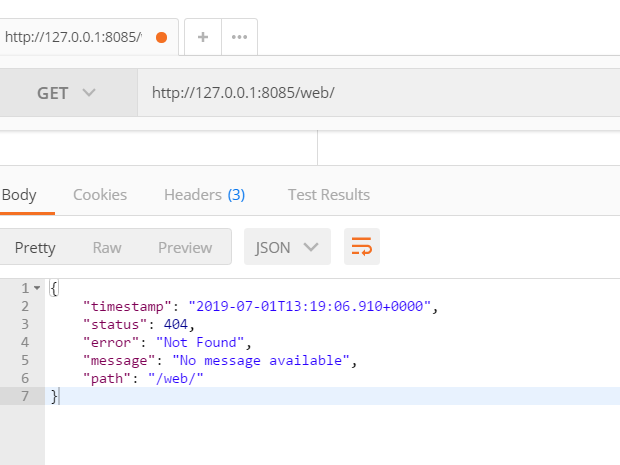 http://127.0.0.1:8085/
GET http://127.0.0.1:8085/web/
Body Cookies Headers (3) Test Results
Pretty Raw Preview JSON
1 {
2 "timestamp": "2019-07-01T13:19:06.910+0000",
3 "status": 404,
4 "error": "Not Found",
5 "message": "No message available",
6 "path": "/web/"
7 }